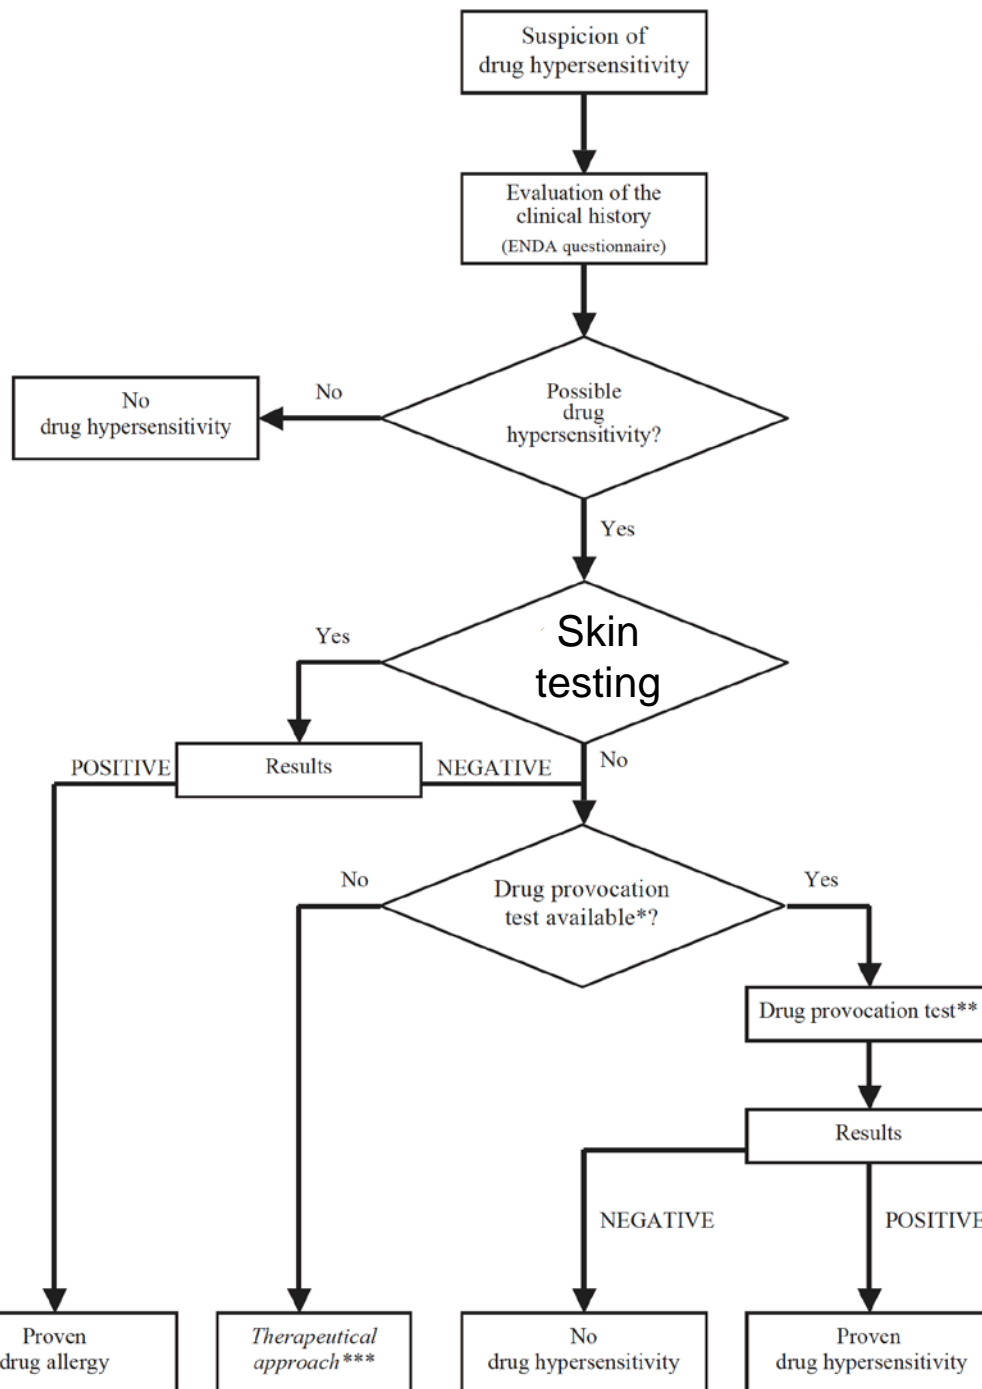 Suspicion of
drug hypersensitivity
Evaluation of the
clinical history
(ENDA questionnaire)
Possible
drug
hypersensitivity?
No
No
drug hypersensitivity
Yes
Skin
testing
Yes
No
Results
POSITIVE
NEGATIVE
Drug provocation
test available*?
No
Yes
Drug provocation test**
Results
NEGATIVE
POSITIVE
Proven
drug allergy
Therapeutical
approach***
No
drug hypersensitivity
Proven
drug hypersensitivity